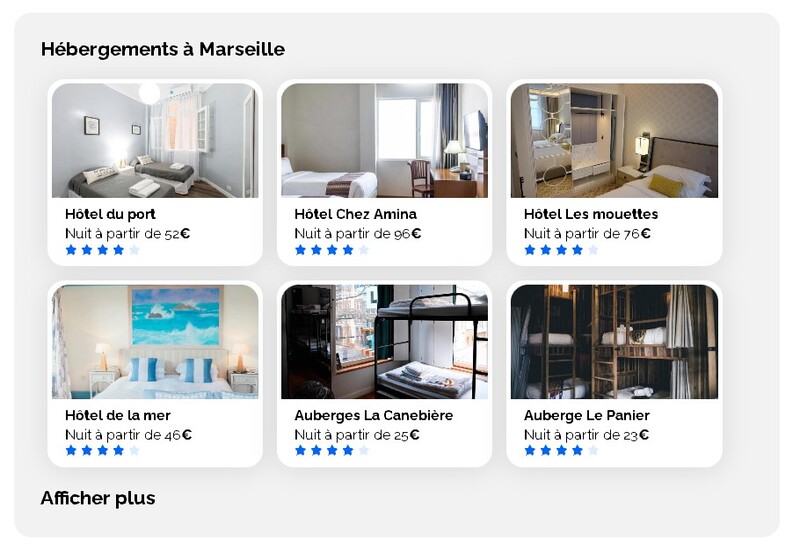 Hébergements à Marseille
Hôtel du port
Nuit à partir de 52€
Hôtel Chez Amina
Nuit à partir de 96€
Hôtel Les mouettes
Nuit à partir de 76€
Hôtel de la mer
Nuit à partir de 46€
Auberges La Canebière
Nuit à partir de 25€
Auberge Le Panier
Nuit à partir de 23€
Afficher plus